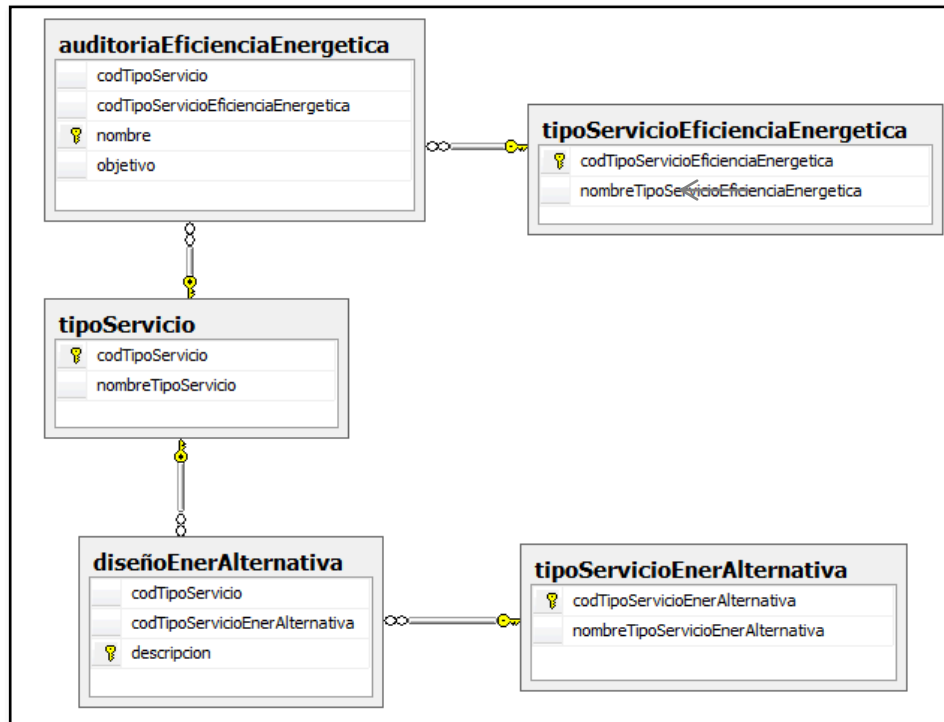 auditoriaEficienciaEnergetica
codTipoServicio
codTipoServicioEficienciaEnergetica
nombre
objetivo
tipoServicioEficienciaEnergetica
codTipoServicioEficienciaEnergetica
nombreTipoServicioEficienciaEnergetica
tipoServicio
codTipoServicio
nombreTipoServicio
diseñoEnerAlternativa
codTipoServicio
codTipoServicioEnerAlternativa
descripcion
tipoServicioEnerAlternativa
codTipoServicioEnerAlternativa
nombreTipoServicioEnerAlternativa